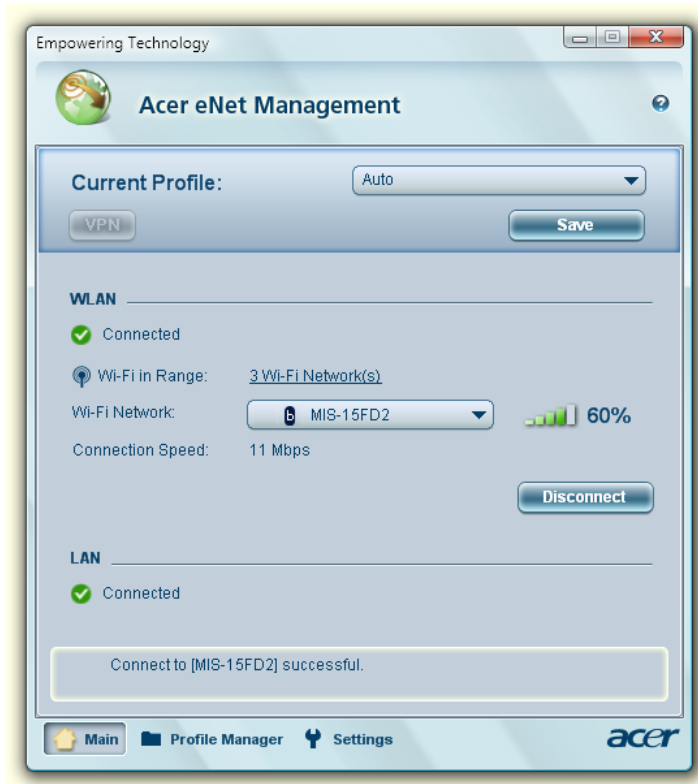 Empowering Technology
Acer eNet Management
Current Profile:
Auto
VPN
Save
WLAN
Connected
Wi-Fi in Range:
3 Wi-Fi Network(s)
Wi-Fi Network:
b MIS-15FD2
60%
Connection Speed:
11 Mbps
Disconnect
LAN
Connected
Connect to [MIS-15FD2] successful.
Main
Profile Manager
Settings
acer